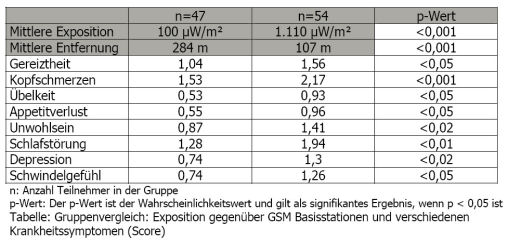 n=47 n=54 p-Wert
Mittlere Exposition 100 µW/m² 1.110 µW/m² <0,001
Mittlere Entfernung 284 m 107 m <0,001
Gereiztheit 1,04 1,56 <0,05
Kopfschmerzen 1,53 2,17 <0,001
Übelkeit 0,53 0,93 <0,05
Appetitverlust 0,55 0,96 <0,05
Unwohlsein 0,87 1,41 <0,02
Schlafstörung 1,28 1,94 <0,01
Depression 0,74 1,3 <0,02
Schwindelgefühl 0,74 1,26 <0,05
n: Anzahl Teilnehmer in der Gruppe
p-Wert: Der p-Wert ist der Wahrscheinlichkeitswert und gilt als signifikantes Ergebnis, wenn p < 0,05 ist
Tabelle: Gruppenvergleich: Exposition gegenüber GSM Basisstationen und verschiedenen
Krankheitssymptomen (Score)